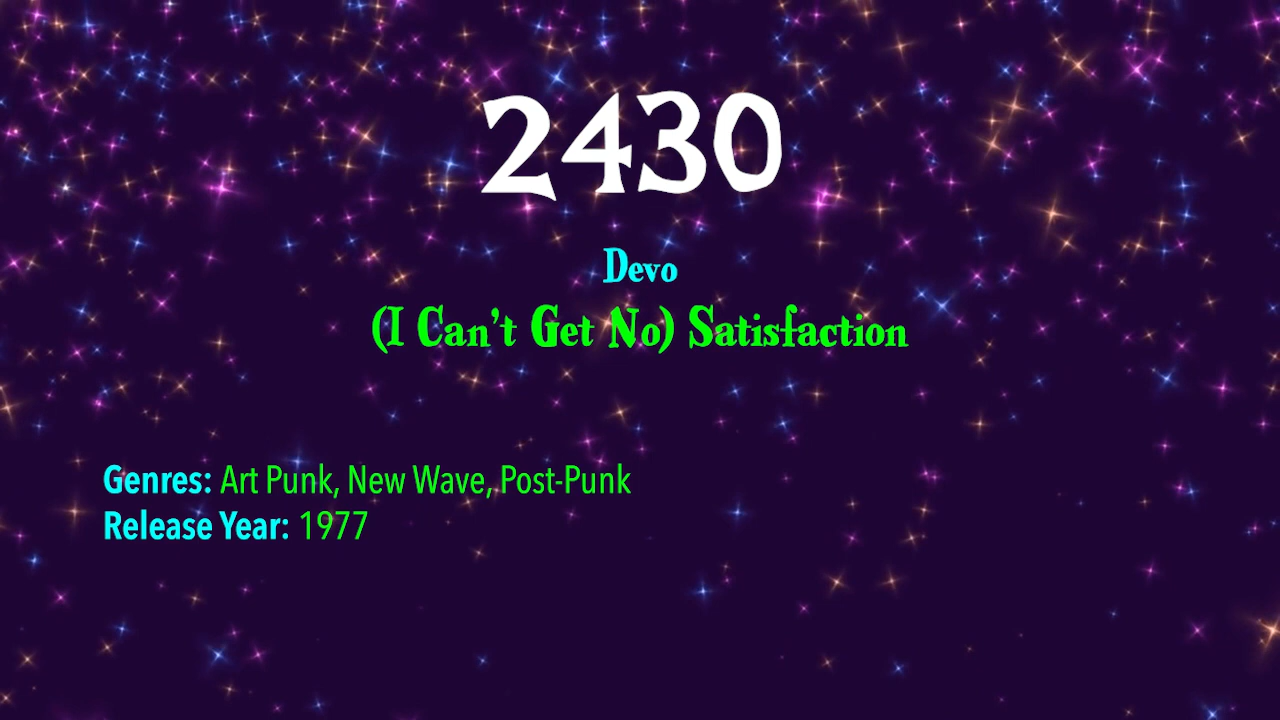 2430
Devo
(I Can't Get No) Satisfaction
Genres: Art Punk, New Wave, Post-Punk
Release Year: 1977